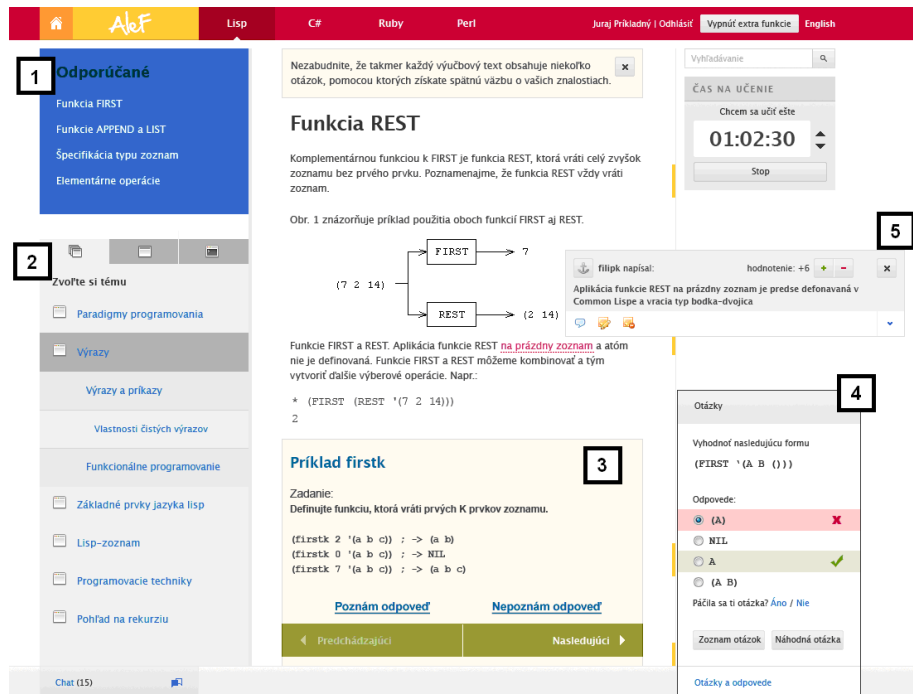 AleF
Lisp
C#
Ruby
Perl
Juraj Príkladný | Odhlásiť
Vypnúť extra funkcie
English
1
Odporúčané
Funkcia FIRST
Funkcie APPEND a LIST
Špecifikácia typu zoznam
Elementárne operácie
2
Zvoľte si tému
Paradigmy programovania
Výrazy
Výrazy a príkazy
Vlastnosti čistých výrazov
Funkcionálne programovanie
Základné prvky jazyka lisp
Lisp-zoznam
Programovacie techniky
Pohľad na rekurziu
Chat (15)
Nezabudnite, že takmer každý výučbový text obsahuje niekoľko
otázok, pomocou ktorých získate spätnú väzbu o vašich znalostiach.
Funkcia REST
Komplementárnou funkciou k FIRST je funkcia REST, ktorá vráti celý zvyšok
zoznamu bez prvého prvku. Poznamenajme, že funkcia REST vždy vráti
zoznam.
Obr. 1 znázorňuje príklad použitia oboch funkcií FIRST aj REST.
FIRST
7
(7 2 14)
REST
(2 14)
Funkcie FIRST a REST. Aplikácia funkcie REST na prázdny zoznam a atóm
nie je definovaná. Funkcie FIRST a REST môžeme kombinovať a tým
vytvoriť ďalšie výberové operácie. Napr.:
* (FIRST (REST '(7 2 14)))
2
3
Príklad firstk
Zadanie:
Definujte funkciu, ktorá vráti prvých K prvkov zoznamu.
(firstk 2 '(a b c)) ; -> (a b)
(firstk 0 '(a b c)) ; -> NIL
(firstk 7 '(a b c)) ; -> (a b c)
Poznám odpoveď
Nepoznám odpoveď
Predchádzajúci
Nasledujúci
Vyhľadávanie
ČAS NA UČENIE
Chcem sa učiť ešte
01:02:30
Stop
5
filipk napísal:
hodnotenie: +6 + -
Aplikácia funkcie REST na prázdny zoznam je predse defonavaná v
Common Lispe a vracia typ bodka-dvojica
4
Otázky
Vyhodnoť nasledujúcu formu
(FIRST '(A B ()))
Odpovede:
(A)
NIL
A
(A B)
Páčila sa ti otázka? Áno / Nie
Zoznam otázok
Náhodná otázka
Otázky a odpovede